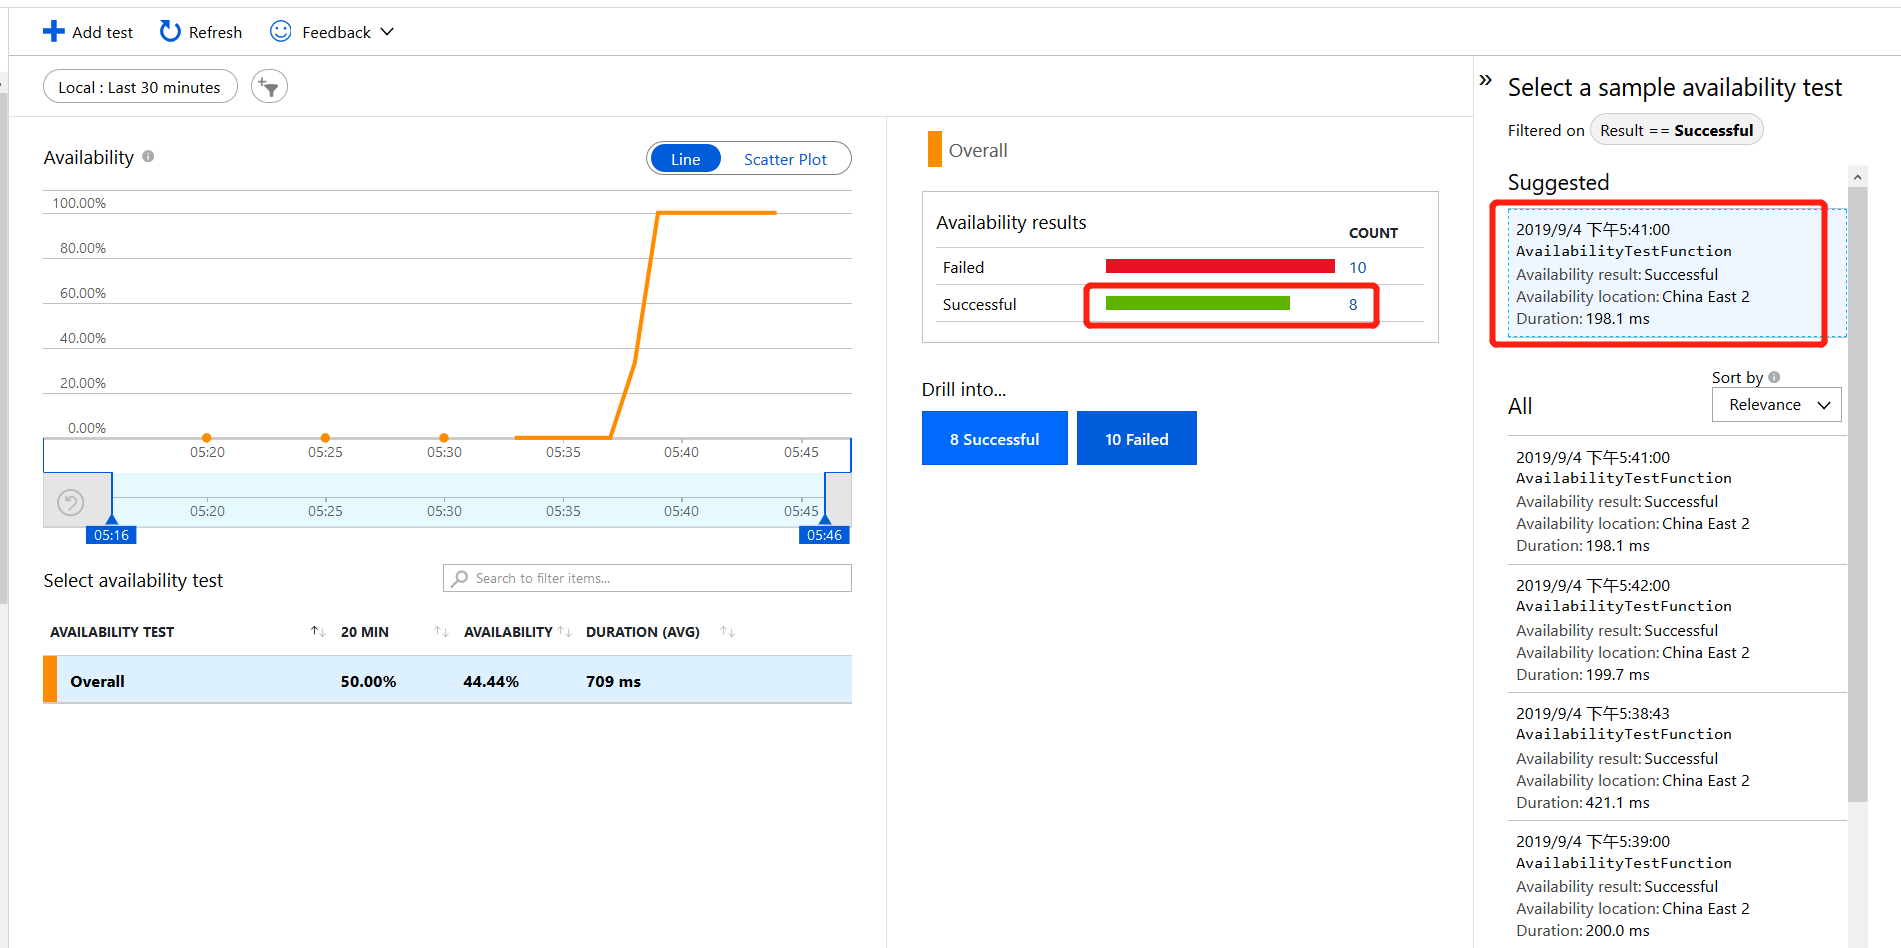 Add test
Refresh
Feedback
Local : Last 30 minutes
Availability
Line
Scatter Plot
100.00%
80.00%
60.00%
40.00%
20.00%
0.00%
05:20
05:25
05:30
05:35
05:40
05:45
05:20
05:25
05:30
05:35
05:40
05:45
05:16
05:46
Select availability test
Search to filter items...
AVAILABILITY TEST
20 MIN
AVAILABILITY
DURATION (AVG)
Overall
50.00%
44.44%
709 ms
Overall
Availability results
COUNT
Failed
10
Successful
8
Drill into...
8 Successful
10 Failed
Select a sample availability test
Filtered on
Result == Successful
Suggested
2019/9/4 下午5:41:00
AvailabilityTestFunction
Availability result: Successful
Availability location: China East 2
Duration: 198.1 ms
Sort by
All
Relevance
2019/9/4 下午5:41:00
AvailabilityTestFunction
Availability result: Successful
Availability location: China East 2
Duration: 198.1 ms
2019/9/4 下午5:42:00
AvailabilityTestFunction
Availability result: Successful
Availability location: China East 2
Duration: 199.7 ms
2019/9/4 下午5:38:43
AvailabilityTestFunction
Availability result: Successful
Availability location: China East 2
Duration: 421.1 ms
2019/9/4 下午5:39:00
AvailabilityTestFunction
Availability result: Successful
Availability location: China East 2
Duration: 200.0 ms